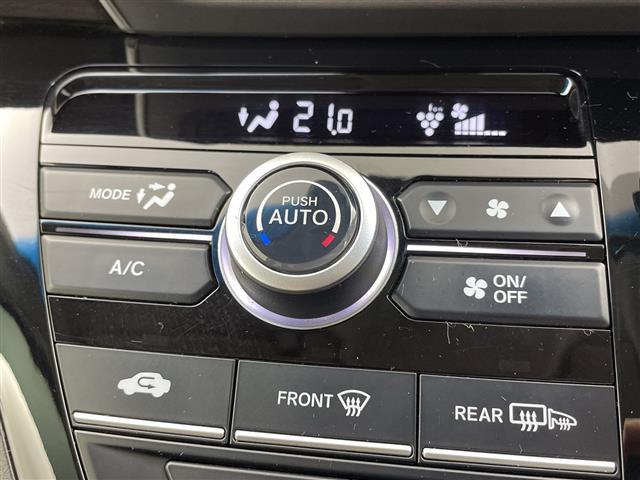 21.0
MODE
PUSH
AUTO
A/C
ON/
OFF
FRONT
REAR